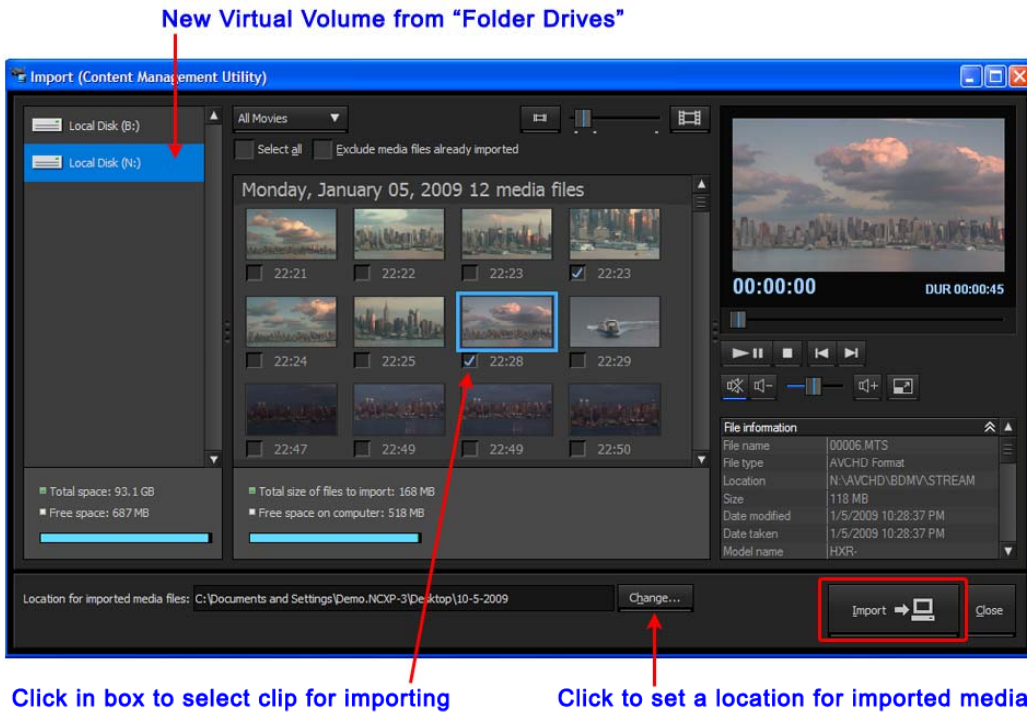 New Virtual Volume from “Folder Drives”
Import (Content Management Utility)
Local Disk (B:)
Local Disk (N:)
Total space: 93.1 GB
Free space: 687 MB
All Movies
Select all
Exclude media files already imported
Monday, January 05, 2009 12 media files
22:21 22:22 22:23 22:23
22:24 22:25 22:28 22:29
22:47 22:49 22:49 22:50
Total size of files to import: 168 MB
Free space on computer: 518 MB
00:00:00 DUR 00:00:45
File information
File name 00006.MTS
File type AVCHD Format
Location N:\AVCHD\BDMV\STREAM
Size 118 MB
Date modified 1/5/2009 10:28:37 PM
Date taken 1/5/2009 10:28:37 PM
Model name HXR-
Location for imported media files: C:\Documents and Settings\Demo.NCXP-3\Desktop\10-5-2009
Change...
Import
Close
Click in box to select clip for importing
Click to set a location for imported media